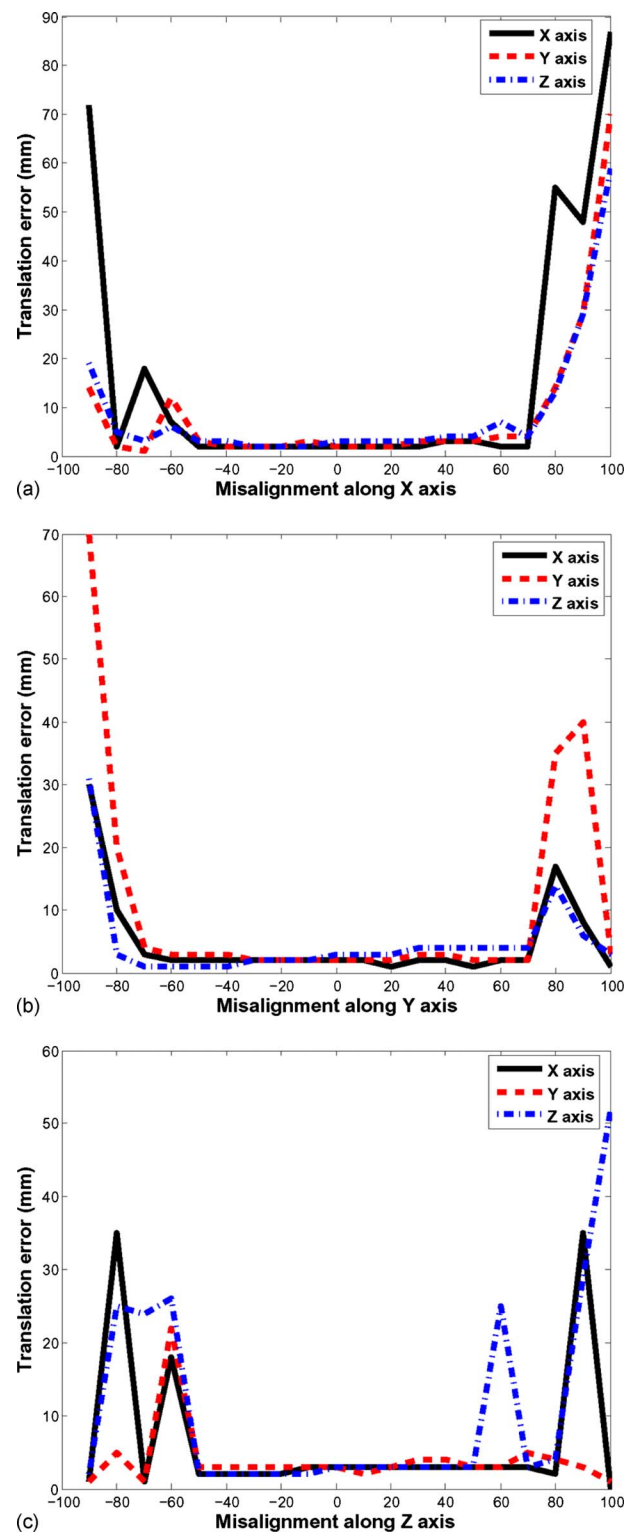 90
80
70
60
50
40
30
20
10
0
Translation error (mm)
X axis
Y axis
Z axis
−100 −80 −60 −40 −20 0 20 40 60 80 100
(a) Misalignment along X axis
70
60
50
40
30
20
10
0
Translation error (mm)
X axis
Y axis
Z axis
−100 −80 −60 −40 −20 0 20 40 60 80 100
(b) Misalignment along Y axis
60
50
40
30
20
10
0
Translation error (mm)
X axis
Y axis
Z axis
−100 −80 −60 −40 −20 0 20 40 60 80 100
(c) Misalignment along Z axis